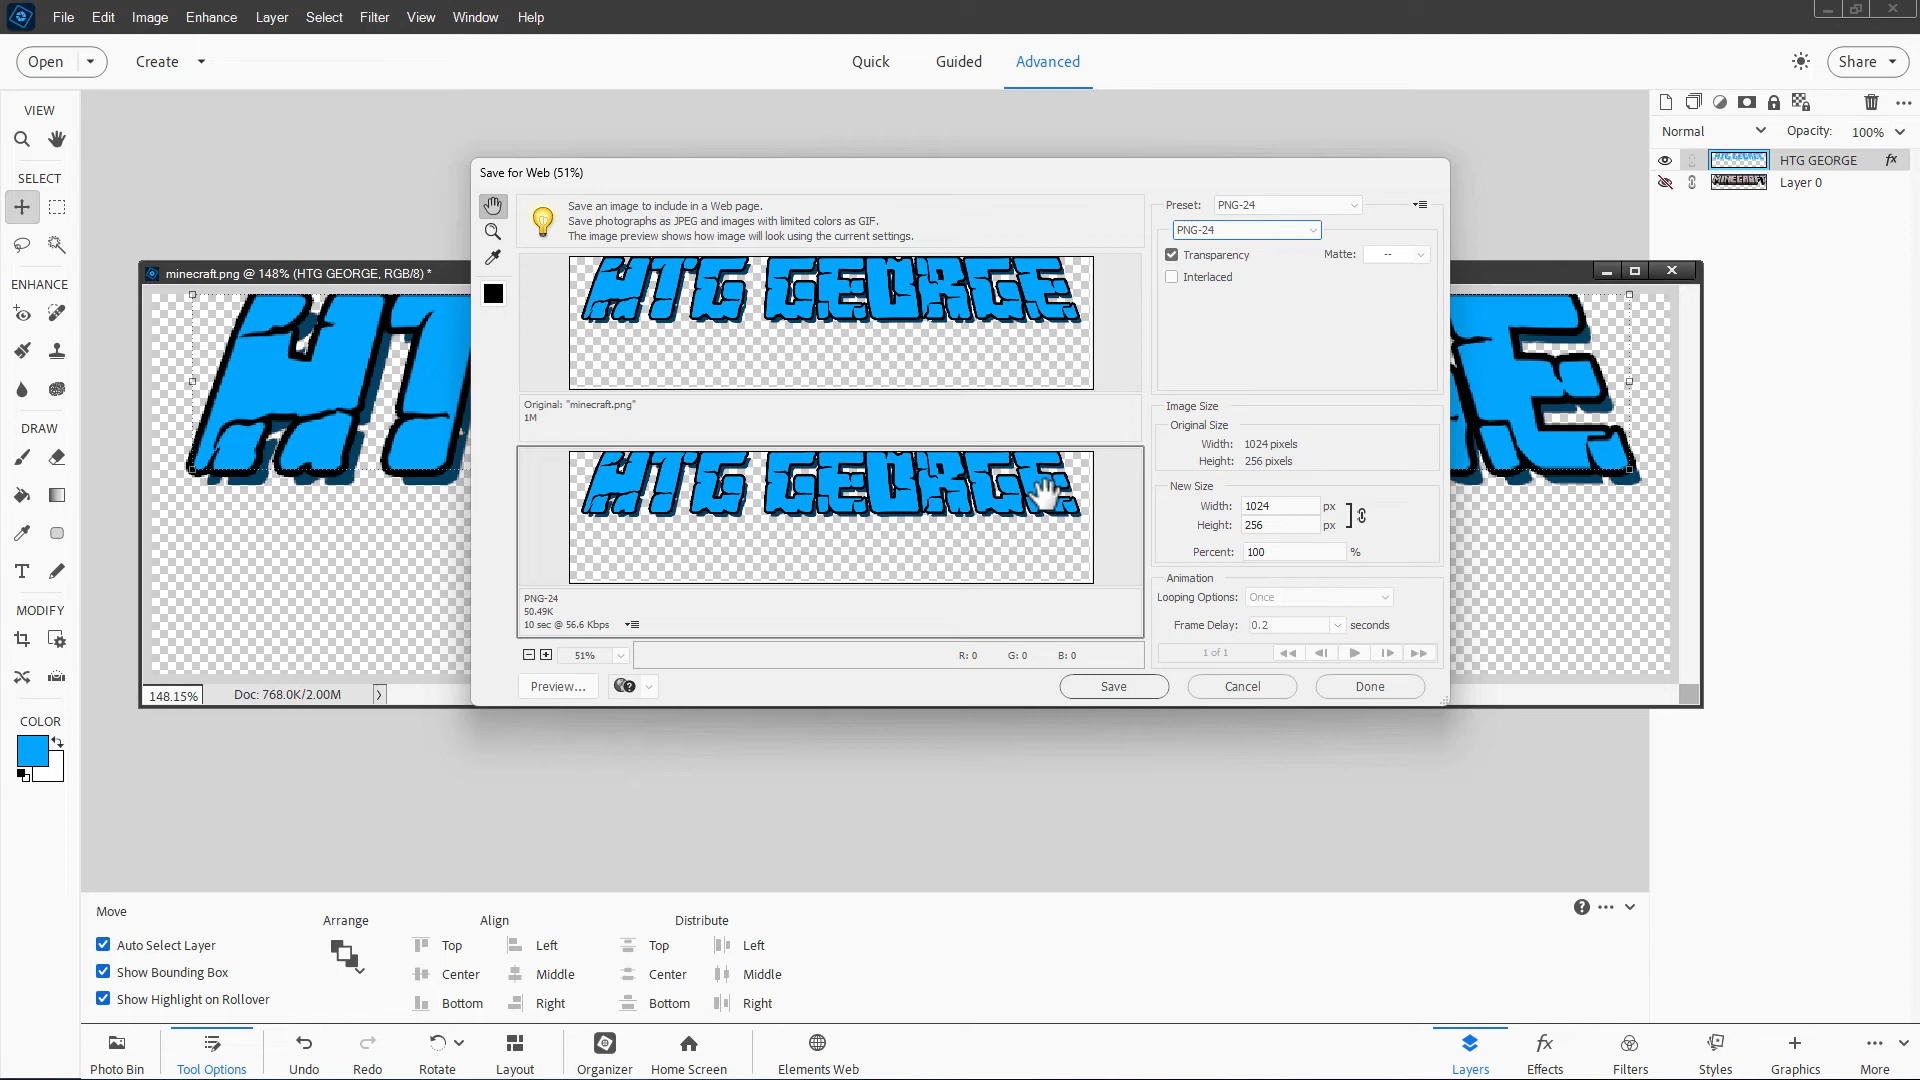 File Edit Image Enhance Layer Select Filter View Window Help
Open Create Quick Guided Advanced Share
VIEW
SELECT
ENHANCE
DRAW
MODIFY
COLOR
minecraft.png @ 148% (HTG GEORGE, RGB/8) *
148.15% Doc: 768.0K/2.00M
Save for Web (51%)
Save an image to include in a Web page.
Save photographs as JPEG and images with limited colors as GIF.
The image preview shows how image will look using the current settings.
HTG GEORGE
Original: "minecraft.png"
1M
HTG GEORGE
PNG-24
50.49K
10 sec @ 56.6 Kbps
51% R: 0 G: 0 B: 0
Preview... Save Cancel Done
Preset: PNG-24
PNG-24
Transparency Matte: --
Interlaced
Image Size
Original Size
Width: 1024 pixels
Height: 256 pixels
New Size
Width: 1024 px
Height: 256 px
Percent: 100 %
Animation
Looping Options: Once
Frame Delay: 0.2 seconds
1 of 1
Normal Opacity: 100%
HTG GEORGE fx
Layer 0
Move
Auto Select Layer
Show Bounding Box
Show Highlight on Rollover
Arrange
Align
Top Left
Center Middle
Bottom Right
Distribute
Top Left
Center Middle
Bottom Right
Photo Bin Tool Options Undo Redo Rotate Layout Organizer Home Screen Elements Web Layers Effects Filters Styles Graphics More